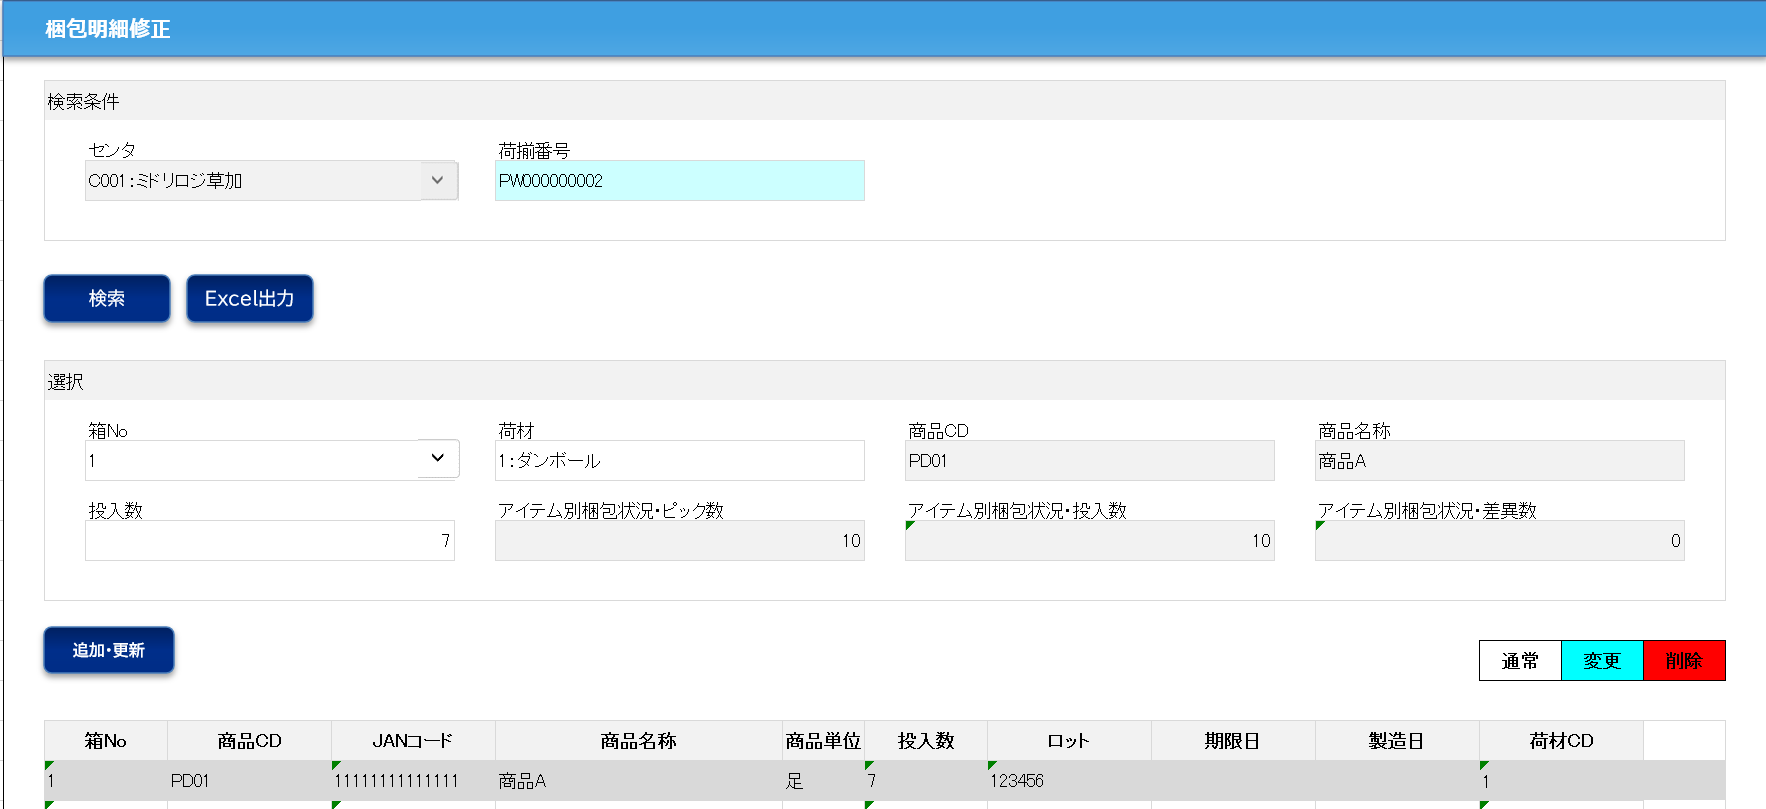 梱包明細修正
検索条件
センタ 荷揃番号
C001：ミドリロジ草加 PW000000002
検索 Excel出力
選択
箱No 荷材 商品CD 商品名称
1 1：ダンボール PD01 商品A
投入数 アイテム別梱包状況・ピック数 アイテム別梱包状況・投入数 アイテム別梱包状況・差異数
7 10 10 0
追加・更新
通常 変更 削除
箱No 商品CD JANコード 商品名称 商品単位 投入数 ロット 期限日 製造日 荷材CD
1 PD01 11111111111111 商品A 足 7 123456 1